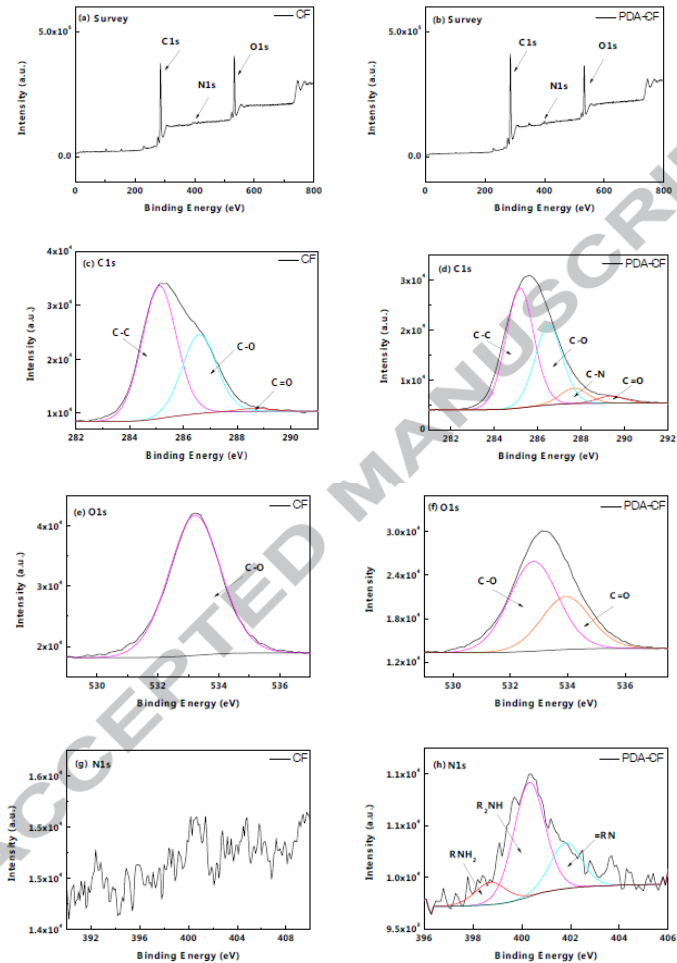 (a) Survey
CF
5.0x10⁵
C1s
O1s
N1s
0.0
Intensity (a.u.)
0 200 400 600 800
Binding Energy (eV)
(b) Survey
PDA-CF
5.0x10⁵
C1s
O1s
N1s
0.0
Intensity (a.u.)
0 200 400 600 800
Binding Energy (eV)
(c) C1s
CF
4x10⁴
3x10⁴
2x10⁴
1x10⁴
C-C
C-O
C=O
Intensity (a.u.)
282 284 286 288 290
Binding Energy (eV)
(d) C1s
PDA-CF
3x10⁴
2x10⁴
1x10⁴
0
C-C
C-O
C-N
C=O
Intensity (a.u.)
282 284 286 288 290 292
Binding Energy (eV)
(e) O1s
CF
4x10⁴
3x10⁴
2x10⁴
C-O
Intensity (a.u.)
530 532 534 536
Binding Energy (eV)
(f) O1s
PDA-CF
3.0x10⁴
2.4x10⁴
1.8x10⁴
1.2x10⁴
C-O
C=O
Intensity
530 532 534 536
Binding Energy (eV)
(g) N1s
CF
1.6x10⁴
1.5x10⁴
1.5x10⁴
1.4x10⁴
Intensity (a.u.)
390 392 394 396 398 400 402 404 406 408 410
Binding Energy (eV)
(h) N1s
PDA-CF
1.1x10⁴
1.1x10⁴
1.0x10⁴
9.5x10³
R₂NH
=RN
RNH₂
Intensity (a.u.)
396 398 400 402 404 406
Binding Energy (eV)
ACCEPTED MANUSCRI